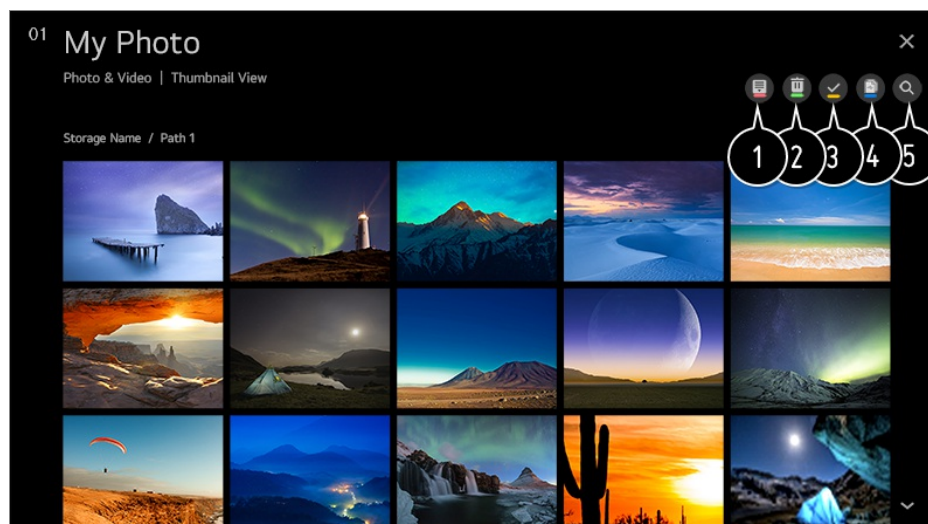 01
My Photo
Photo & Video | Thumbnail View
Storage Name / Path 1
1 2 3 4 5